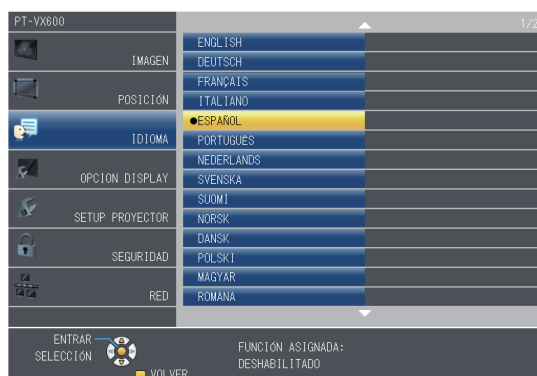 PT-VX600
1/2
IMAGEN
POSICIÓN
IDIOMA
OPCION DISPLAY
SETUP PROYECTOR
SEGURIDAD
RED
ENGLISH
DEUTSCH
FRANÇAIS
ITALIANO
ESPAÑOL
PORTUGUÊS
NEDERLANDS
SVENSKA
SUOMI
NORSK
DANSK
POLSKI
MAGYAR
ROMANA
ENTRAR
SELECCIÓN
VOLVER
FUNCIÓN ASIGNADA:
DESHABILITADO